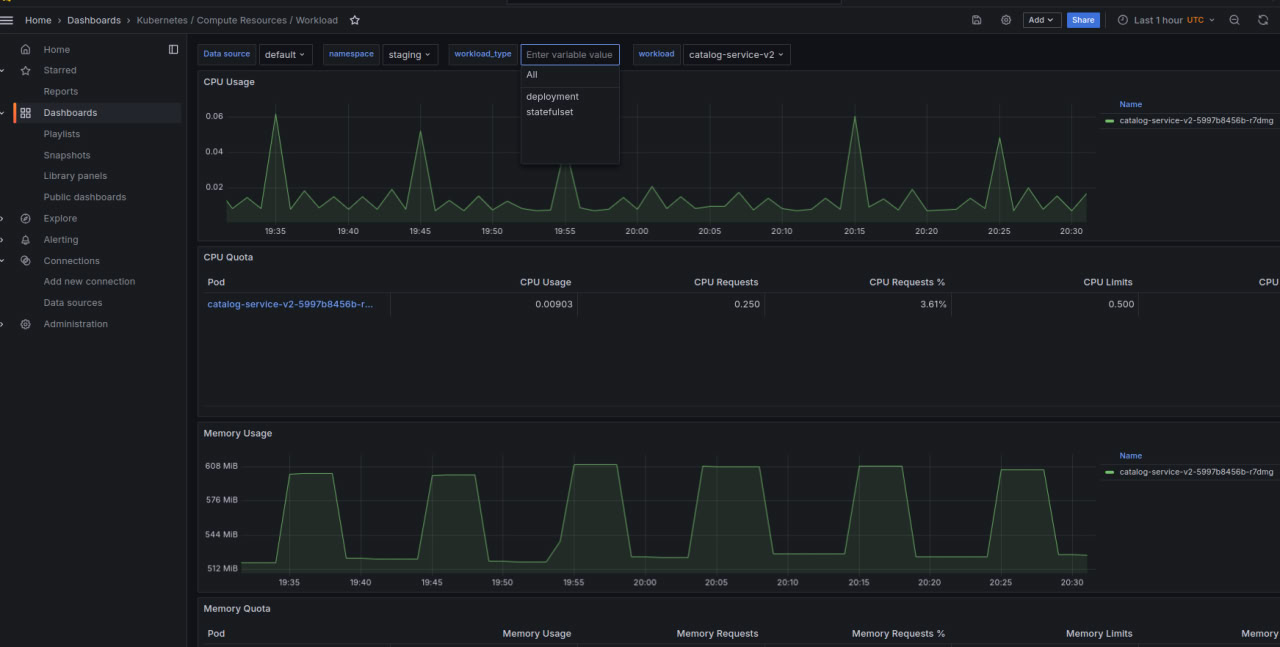 Home › Dashboards › Kubernetes / Compute Resources / Workload
Add
Share
Last 1 hour UTC
Home
Starred
Reports
Dashboards
Playlists
Snapshots
Library panels
Public dashboards
Explore
Alerting
Connections
Add new connection
Data sources
Administration
Data source default namespace staging workload_type Enter variable value workload catalog-service-v2
All
deployment
statefulset
CPU Usage
0.06
0.04
0.02
19:35 19:40 19:45 19:50 19:55 20:00 20:05 20:10 20:15 20:20 20:25 20:30
Name
catalog-service-v2-5997b8456b-r7dmg
CPU Quota
Pod CPU Usage CPU Requests CPU Requests % CPU Limits CPU
catalog-service-v2-5997b8456b-r... 0.00903 0.250 3.61% 0.500
Memory Usage
608 MiB
576 MiB
544 MiB
512 MiB
19:35 19:40 19:45 19:50 19:55 20:00 20:05 20:10 20:15 20:20 20:25 20:30
Name
catalog-service-v2-5997b8456b-r7dmg
Memory Quota
Pod Memory Usage Memory Requests Memory Requests % Memory Limits Memory